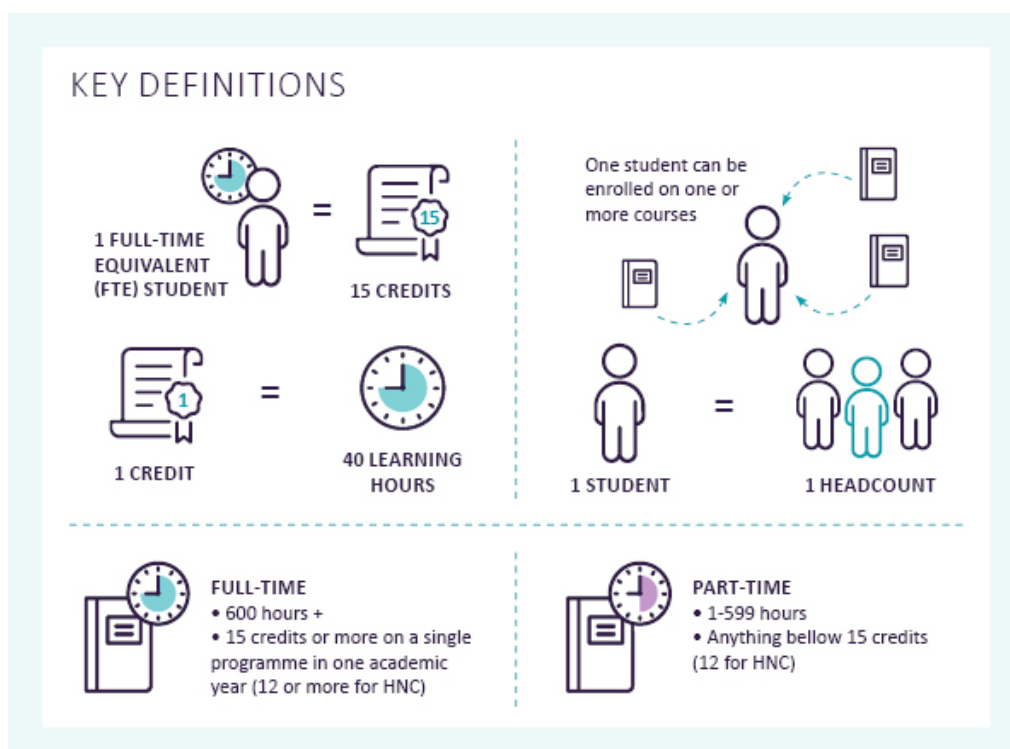 KEY DEFINITIONS
1 FULL-TIME
EQUIVALENT
(FTE) STUDENT
=
15
15 CREDITS
1
1 CREDIT
=
40 LEARNING
HOURS
One student can be
enrolled on one or
more courses
1 STUDENT
=
1 HEADCOUNT
FULL-TIME
• 600 hours +
• 15 credits or more on a single
programme in one academic
year (12 or more for HNC)
PART-TIME
• 1-599 hours
• Anything bellow 15 credits
(12 for HNC)